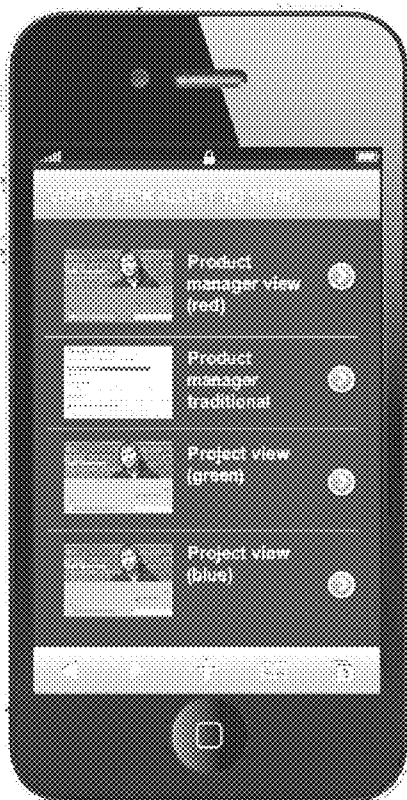 Product
manager view
(red)
Product
manager
traditional
Project view
(green)
Project view
(blue)